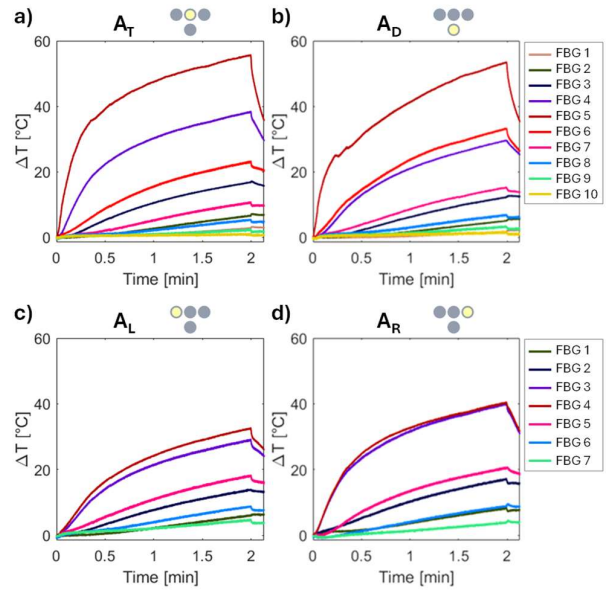 a)
A_T
b)
A_D
60
40
20
0
ΔT [°C]
0 0.5 1 1.5 2
Time [min]
60
40
20
0
ΔT [°C]
0 0.5 1 1.5 2
Time [min]
FBG 1
FBG 2
FBG 3
FBG 4
FBG 5
FBG 6
FBG 7
FBG 8
FBG 9
FBG 10
c)
A_L
d)
A_R
60
40
20
0
ΔT [°C]
0 0.5 1 1.5 2
Time [min]
60
40
20
0
ΔT [°C]
0 0.5 1 1.5 2
Time [min]
FBG 1
FBG 2
FBG 3
FBG 4
FBG 5
FBG 6
FBG 7